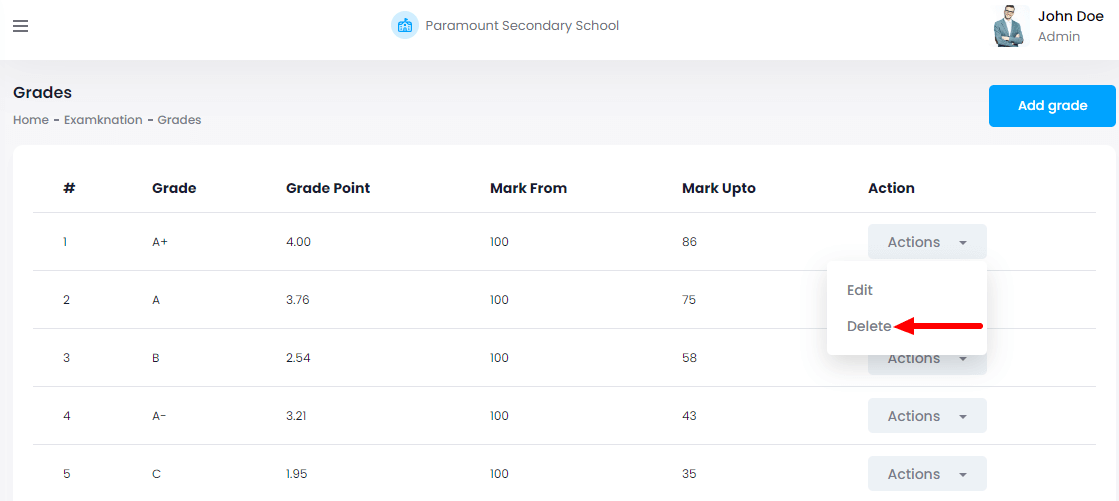 Paramount Secondary School
John Doe
Admin
Grades
Home - Examknation - Grades
Add grade
# Grade Grade Point Mark From Mark Upto Action
1 A+ 4.00 100 86 Actions
Edit
2 A 3.76 100 75
Delete
3 B 2.54 100 58 Actions
4 A- 3.21 100 43 Actions
5 C 1.95 100 35 Actions